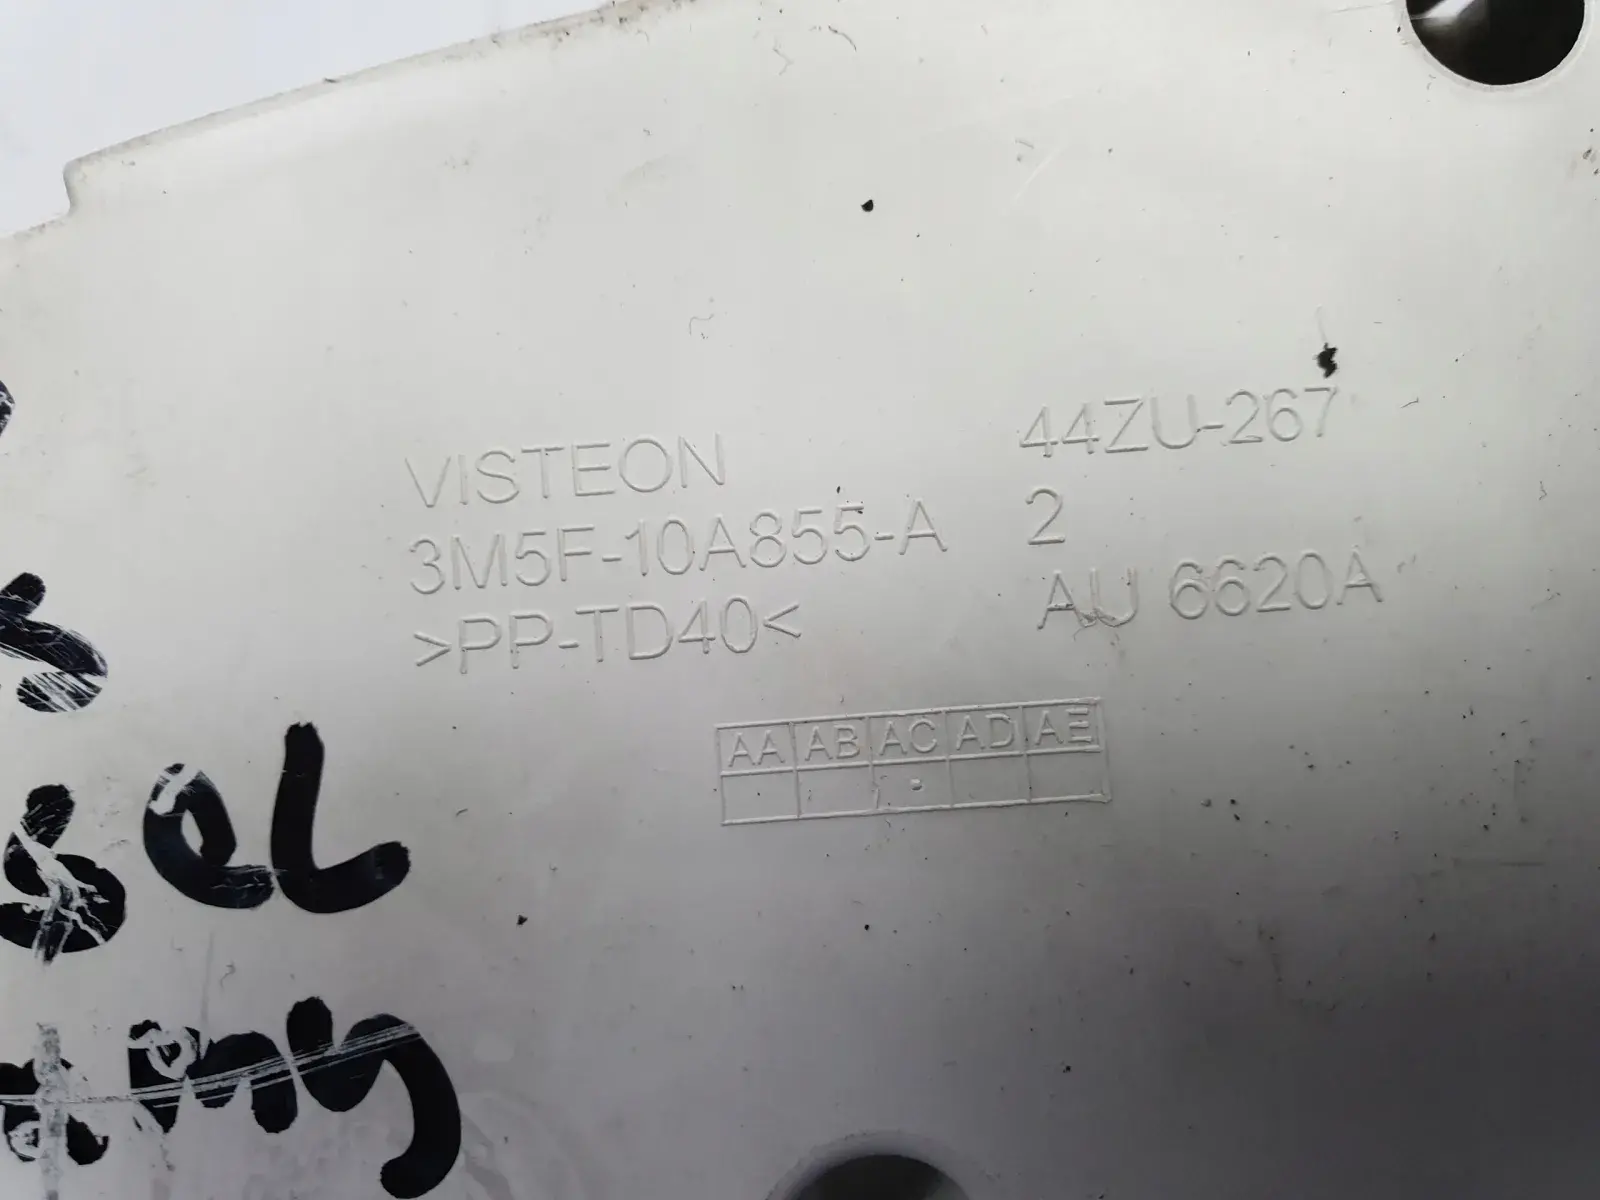 VISTEON
3M5F-10A855-A
>PP-TD40<
44ZU-267
2
AU 6620A
AA AB AC AD AE